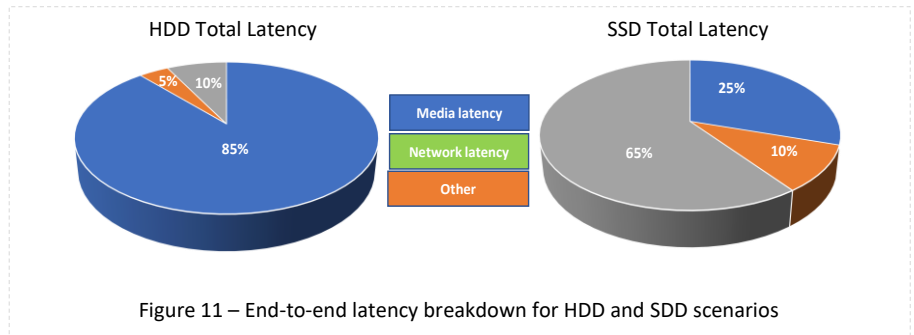 HDD Total Latency
SSD Total Latency
5%
10%
85%
Media latency
Network latency
Other
25%
10%
65%
Figure 11 – End-to-end latency breakdown for HDD and SDD scenarios